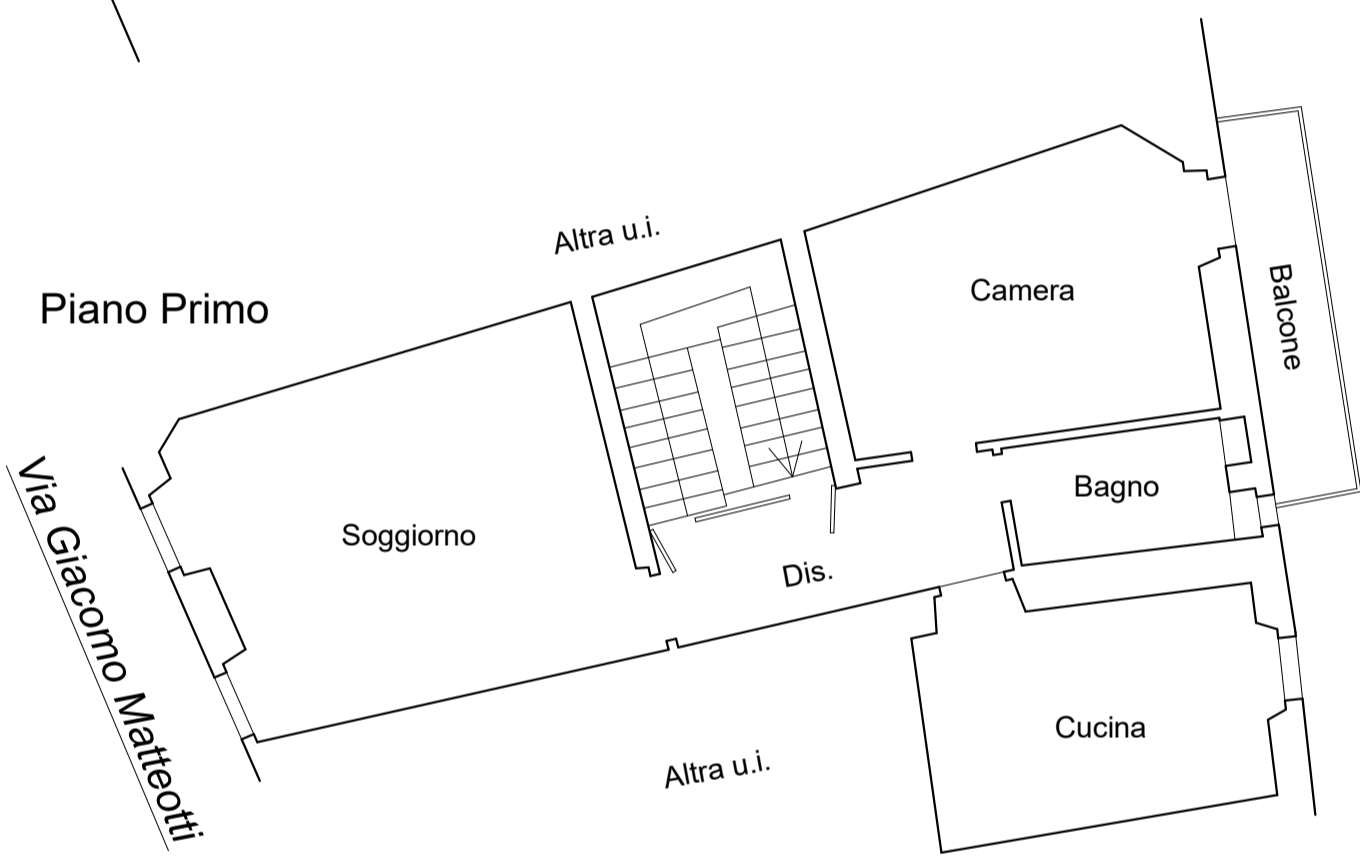 Altra u.i.
Piano Primo
Camera
Balcone
Via Giacomo Matteotti
Soggiorno
Bagno
Dis.
Cucina
Altra u.i.